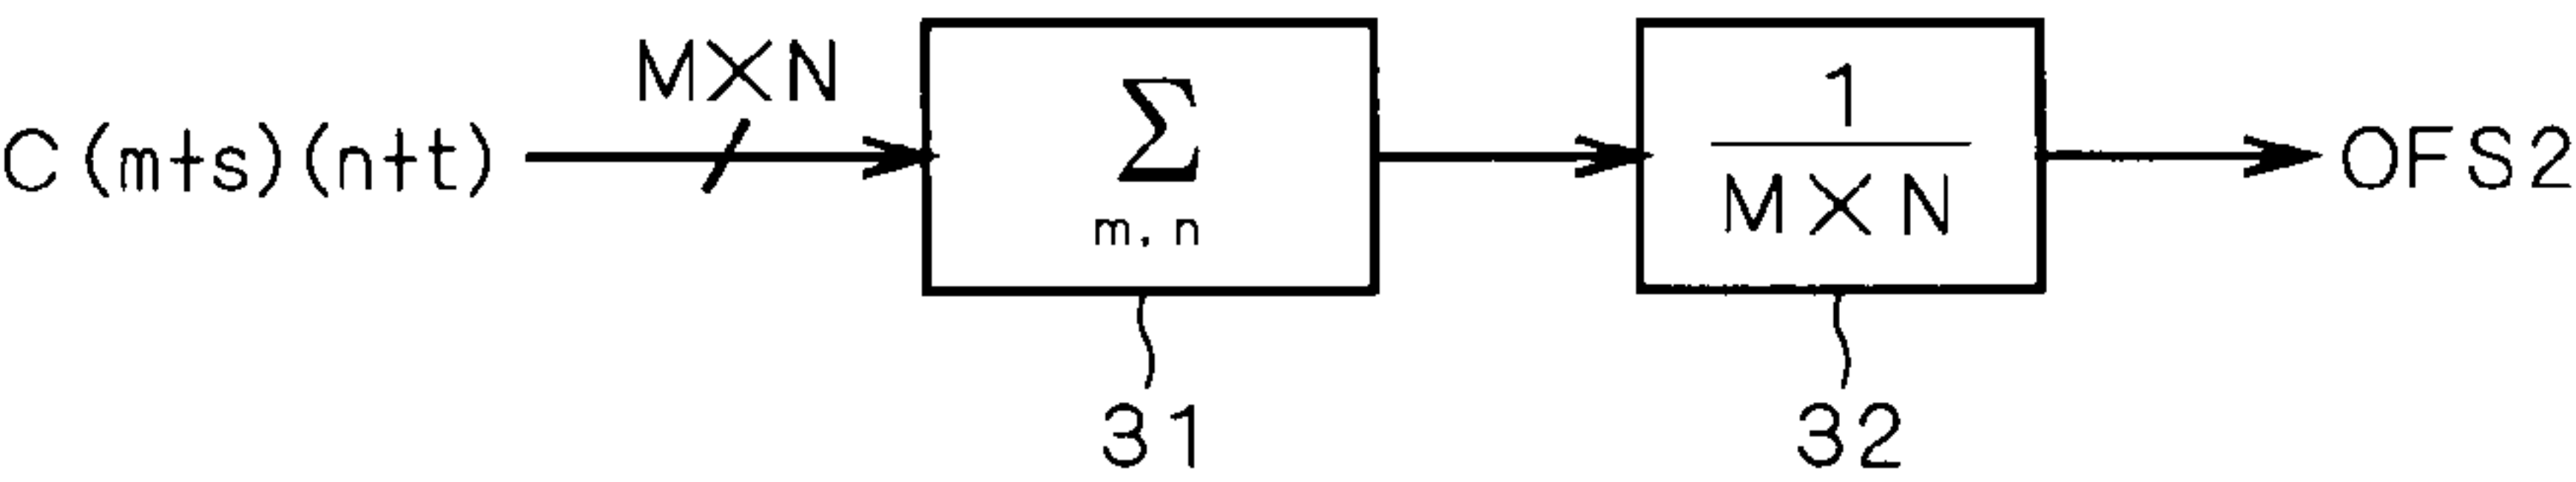 M×N
C(m+s)(n+t)
Σ
m, n
1
M×N
OFS2
31
32